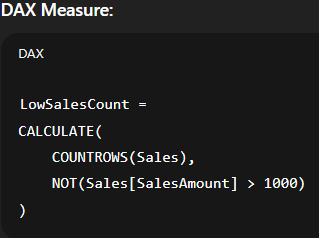 DAX Measure:
DAX
LowSalesCount =
CALCULATE(
    COUNTROWS(Sales),
    NOT(Sales[SalesAmount] > 1000)
)